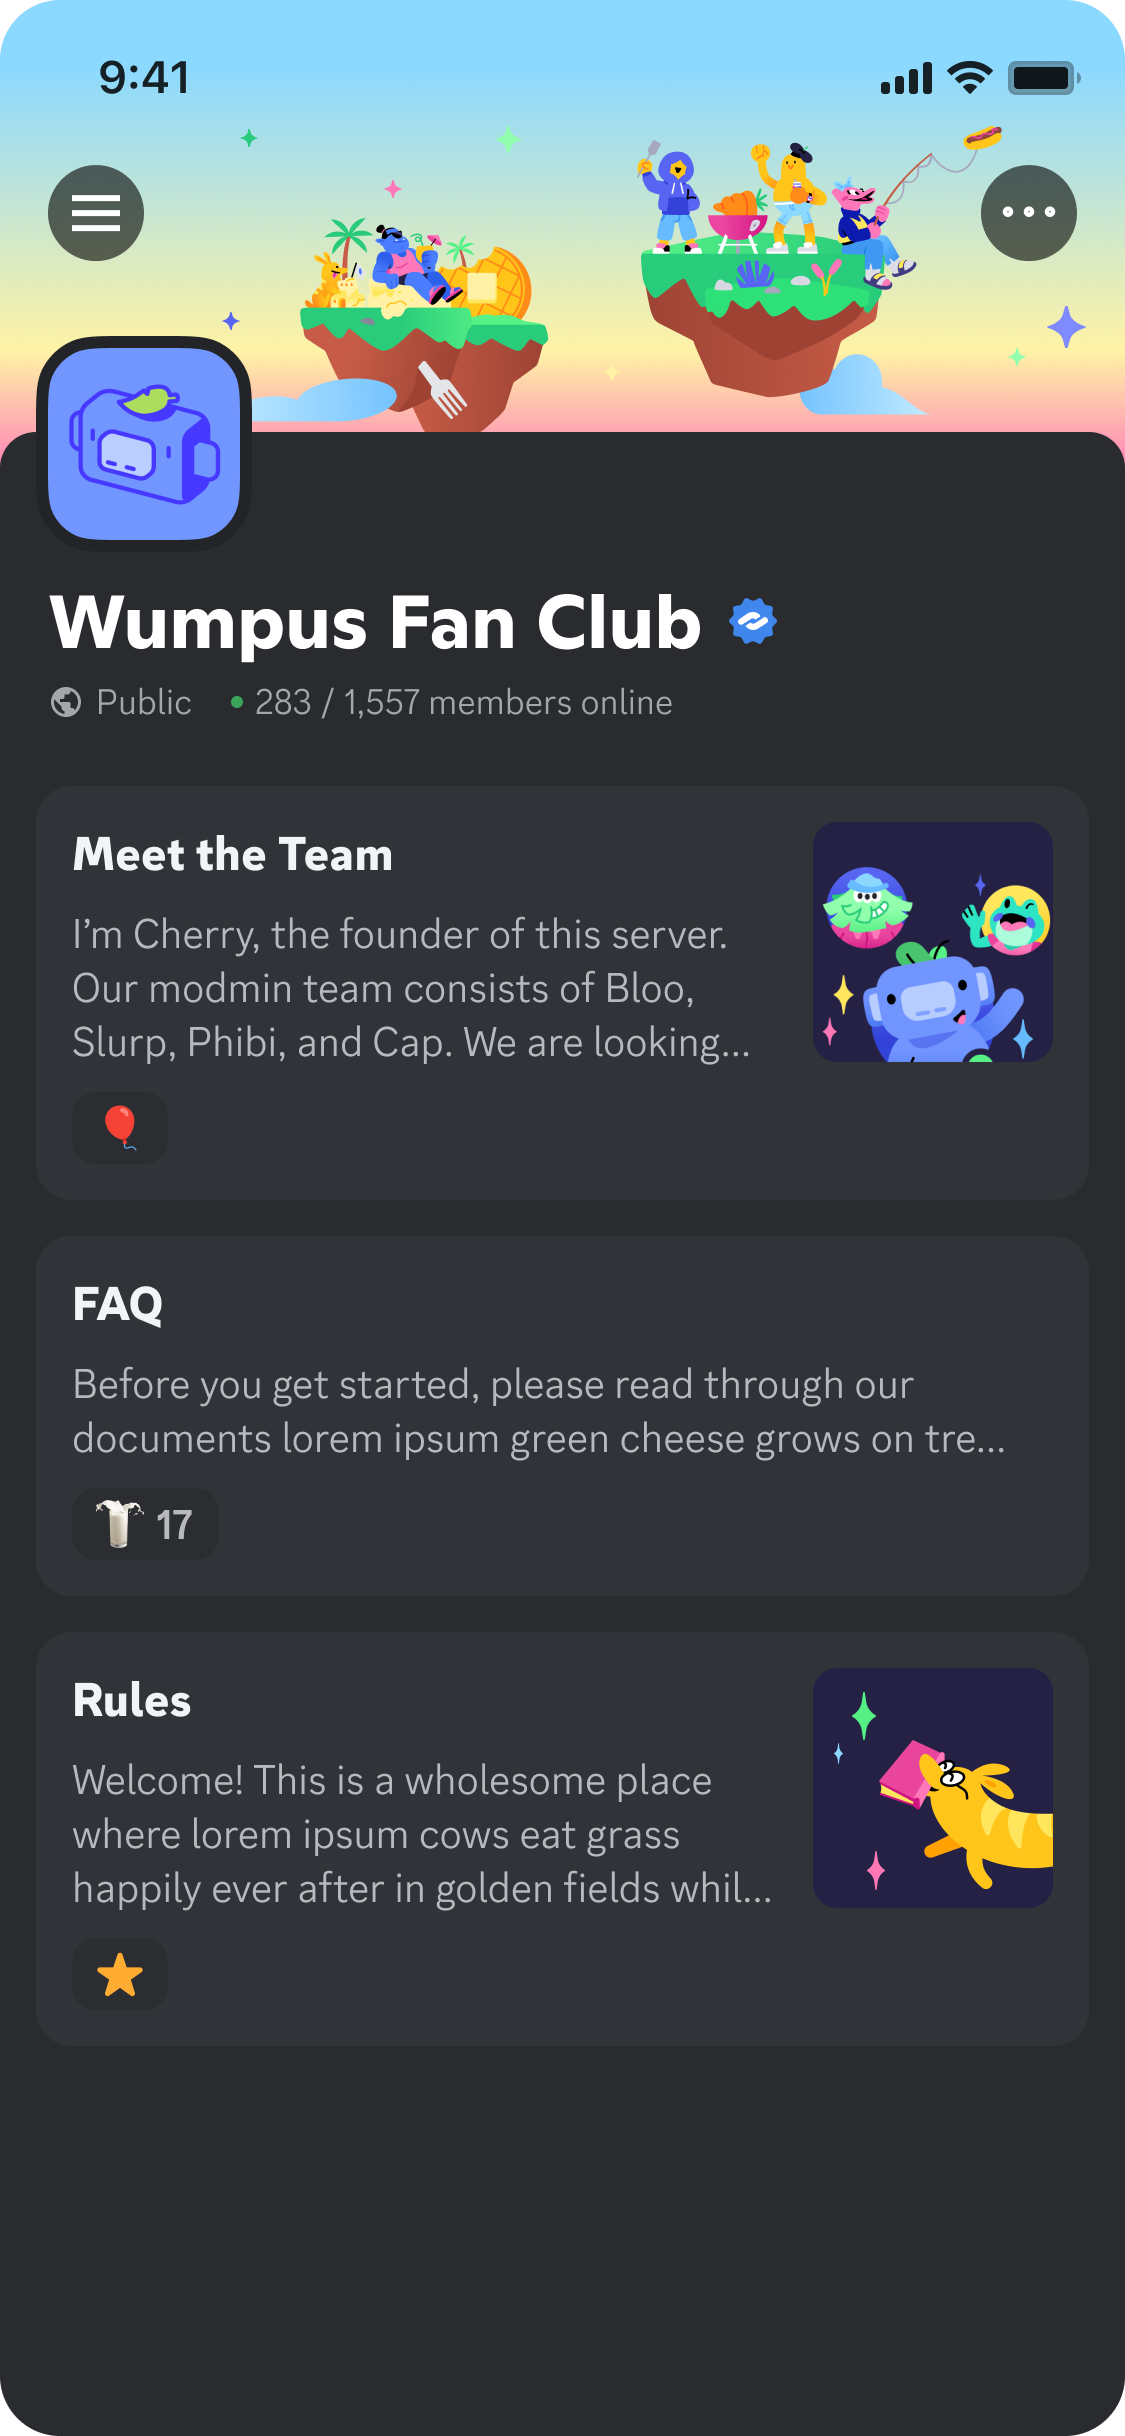 9:41
Wumpus Fan Club
Public
283 / 1,557 members online
Meet the Team
I’m Cherry, the founder of this server.
Our modmin team consists of Bloo,
Slurp, Phibi, and Cap. We are looking...
FAQ
Before you get started, please read through our
documents lorem ipsum green cheese grows on tre...
17
Rules
Welcome! This is a wholesome place
where lorem ipsum cows eat grass
happily ever after in golden fields whil...